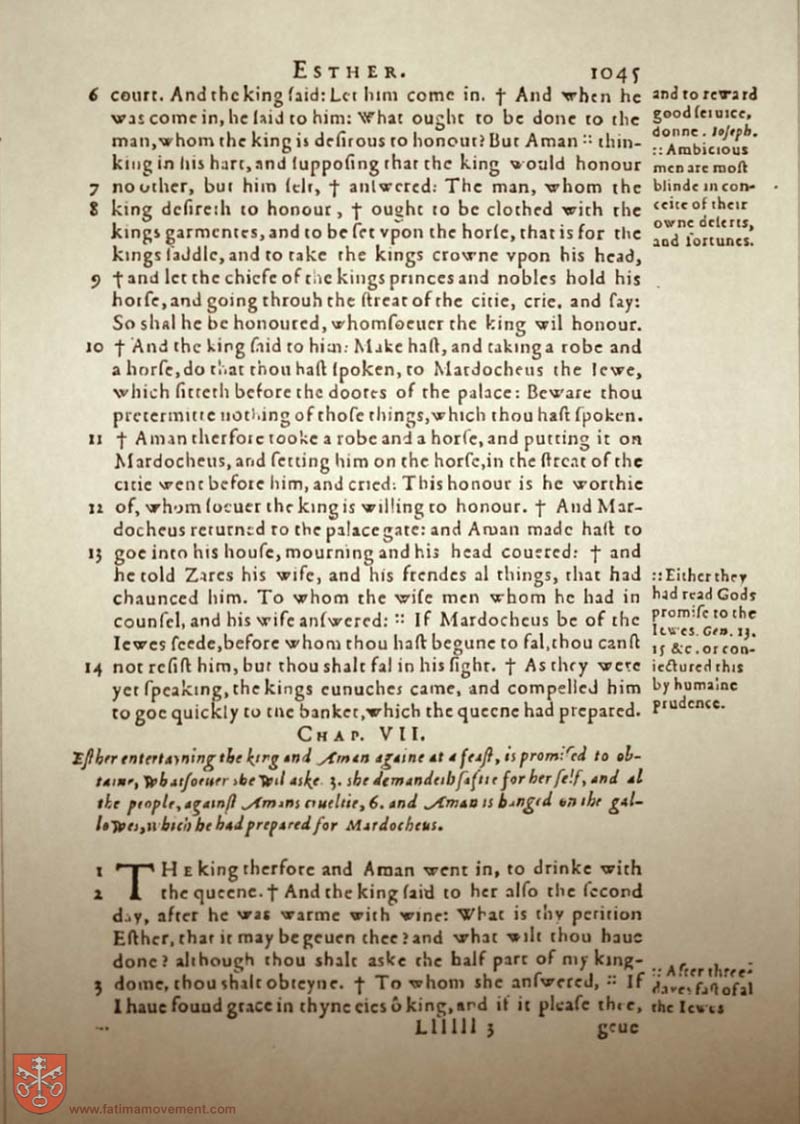 ESTHER. 1045
6 court. And the king ſaid: Let him come in. † And when he
was come in, he ſaid to him: What ought to be done to the
man, whom the king is deſirous to honour? But Aman :: thin-
king in his hart, and ſuppoſing that the king would honour
7 no other, but him ſelf, † anſwered: The man, whom the
8 king deſireth to honour, † ought to be clothed with the
kings garmentes, and to be ſet vpon the horſe, that is for the
kings ſaddle, and to take the kings crowne vpon his head,
9 † and let the chiefe of the kings princes and nobles hold his
horſe, and going throuh the ſtreat of the citie, crie, and ſay:
So shal he be honoured, whomſoeuer the king wil honour.
10 † And the king ſaid to him: Make haſt, and taking a robe and
a horſe, do that thou haſt ſpoken, to Mardocheus the Iewe,
which ſitteth before the doores of the palace: Beware thou
pretermitte nothing of thoſe things, which thou haſt ſpoken.
11 † Aman therfore tooke a robe and a horſe, and putting it on
Mardocheus, and ſetting him on the horſe, in the ſtreat of the
citie went before him, and cried: This honour is he worthie
12 of, whom ſoeuer the king is willing to honour. † And Mar-
docheus returned to the palace gate: and Aman made haſt to
13 goe into his houſe, mourning and his head couered: † and
he told Zares his wife, and his frendes al things, that had
chaunced him. To whom the wiſe men whom he had in
counſel, and his wife anſwered: :: If Mardocheus be of the
Iewes ſeede, before whom thou haſt begune to fal, thou canſt
14 not reſiſt him, but thou shalt fal in his ſight. † As they were
yet ſpeaking, the kings eunuches came, and compelled him
to goe quickly to the banket, which the queene had prepared.
and to reward
good ſeruice,
donne. Ioſeph.
:: Ambicious
men are moſt
blinde in con-
ceite of their
owne deſerts,
and fortunes.
:: Either they
had read Gods
promiſe to the
Iewes. Gen. 13.
15 &c. or con-
iectured this
by humaine
prudence.
CHAP. VII.
Eſther entertayning the king and Aman againe at a feaſt, is promiſed to ob-
taine, whatſoeuer she wil aske. 3. she demandeth ſafite for her ſelf, and al
the people, againſt Amans crueltie, 6. and Aman is hanged on the gal-
lowes, which he had prepared for Mardocheus.
1 THE king therfore and Aman went in, to drinke with
2 the queene. † And the king ſaid to her alſo the ſecond
day, after he was warme with wine: What is thy petition
Eſther, that it may be geuen thee? and what wilt thou haue
done? although thou shalt aske the half part of my king-
3 dome, thou shalt obteyne. † To whom she anſwered, :: If
I haue found grace in thyne eies ô king, and if it pleaſe thee,
:: After three
dayes faſt of al
the Iewes
Llllll 3 geue
www.fatimamovement.com